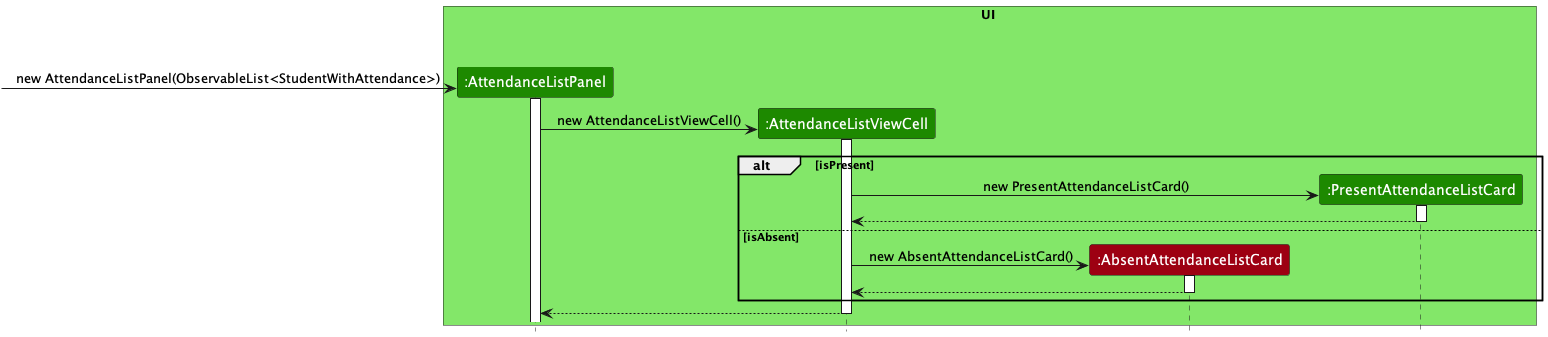 UI
new AttendanceListPanel(ObservableList<StudentWithAttendance>)
:AttendanceListPanel
new AttendanceListViewCell()
:AttendanceListViewCell
alt
[isPresent]
new PresentAttendanceListCard()
:PresentAttendanceListCard
[isAbsent]
new AbsentAttendanceListCard()
:AbsentAttendanceListCard